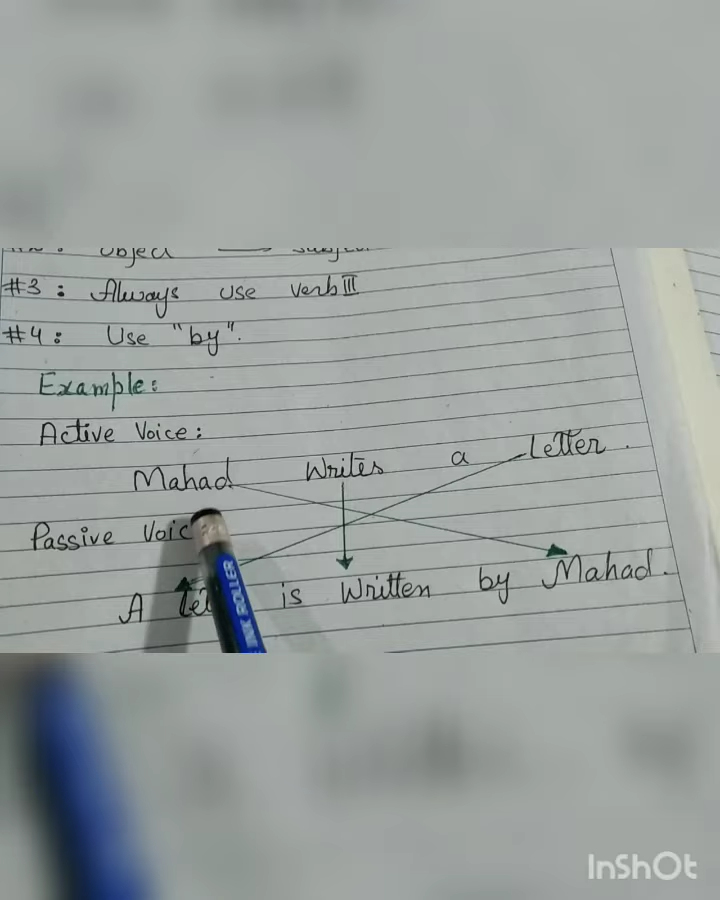 object
#3 : Always use verb III
#4 : Use "by".
Example:
Active Voice:
Mahad Writes a Letter.
Passive
A is Written by Mahad.
INK ROLLER
InShOt